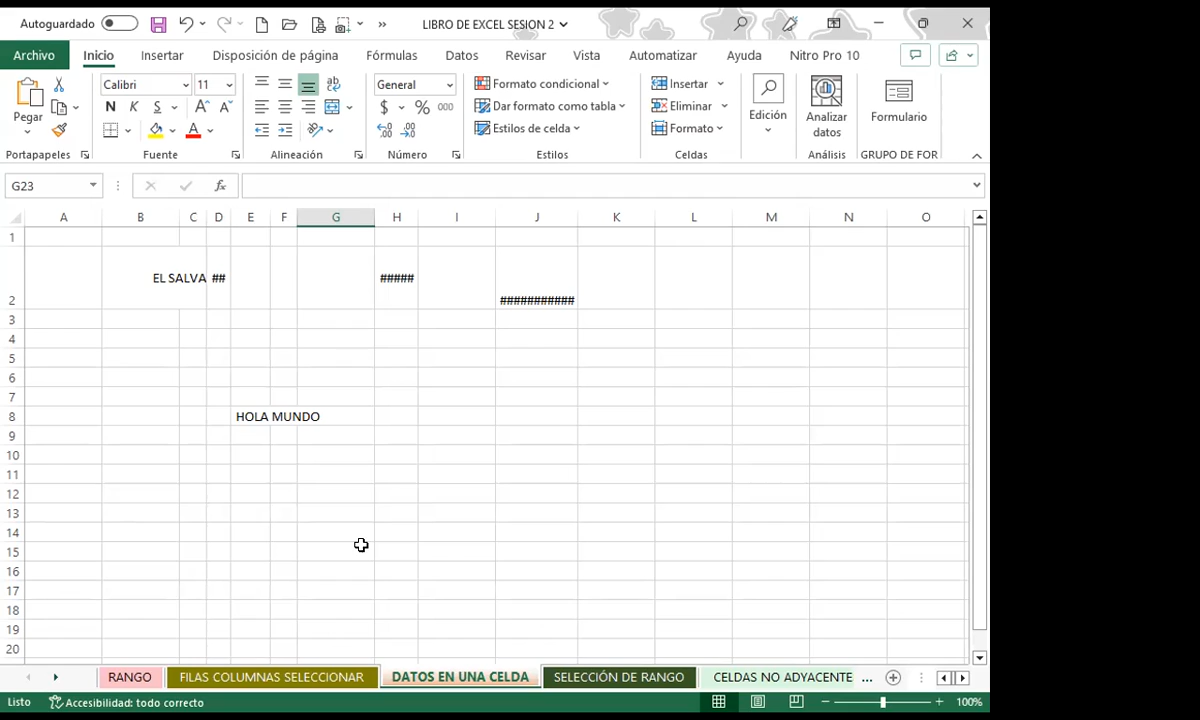 Autoguardado
LIBRO DE EXCEL SESION 2
Archivo Inicio Insertar Disposición de página Fórmulas Datos Revisar Vista Automatizar Ayuda Nitro Pro 10
Pegar
Calibri 11
N K S A A
A
ab
General
$ % 000
Formato condicional
Dar formato como tabla
Estilos de celda
Insertar
Eliminar
Formato
Edición
Analizar datos
Formulario
Portapapeles Fuente Alineación Número Estilos Celdas Análisis GRUPO DE FOR
G23 fx
A B C D E F G H I J K L M N O
1
EL SALVA ## #####
2 ###########
3
4
5
6
7
8 HOLA MUNDO
9
10
11
12
13
14
15
16
17
18
19
20
RANGO FILAS COLUMNAS SELECCIONAR DATOS EN UNA CELDA SELECCIÓN DE RANGO CELDAS NO ADYACENTE ...
Listo Accesibilidad: todo correcto 100%